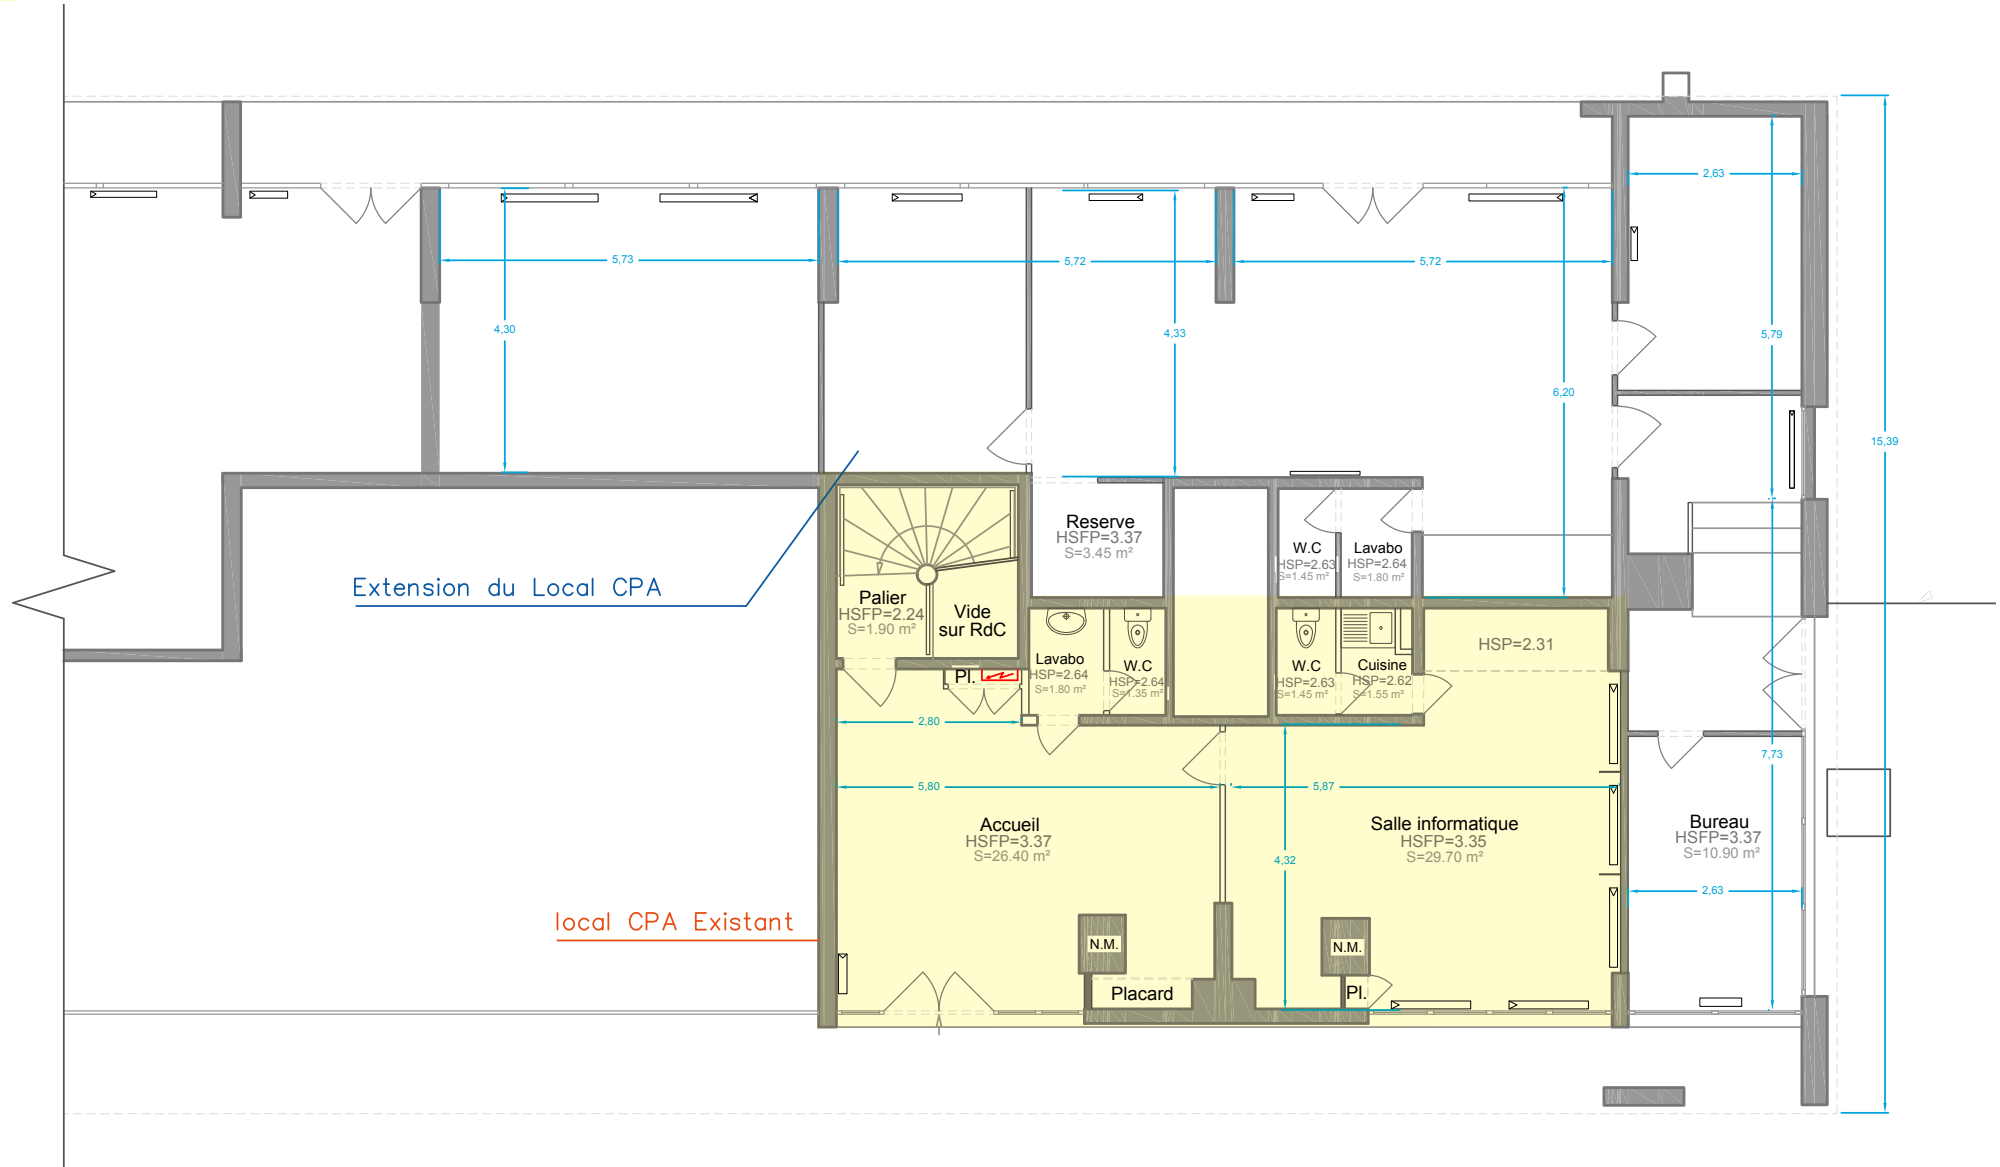 2,63
5,73
5,72
5,72
4,30
4,33
5,79
6,20
15,39
Reserve
HSFP=3.37
S=3.45 m²
W.C
HSP=2.63
S=1.45 m²
Lavabo
HSP=2.64
S=1.80 m²
Extension du Local CPA
Palier
HSFP=2.24
S=1.90 m²
Vide
sur RdC
HSP=2.31
Lavabo
HSP=2.64
S=1.80 m²
W.C
HSP=2.64
S=1.35 m²
W.C
HSP=2.63
S=1.45 m²
Cuisine
HSP=2.62
S=1.55 m²
Pl.
2,80
7,73
5,80
5,87
Accueil
HSFP=3.37
S=26.40 m²
Salle informatique
HSFP=3.35
S=29.70 m²
Bureau
HSFP=3.37
S=10.90 m²
4,32
2,63
local CPA Existant
N.M.
N.M.
Placard
Pl.